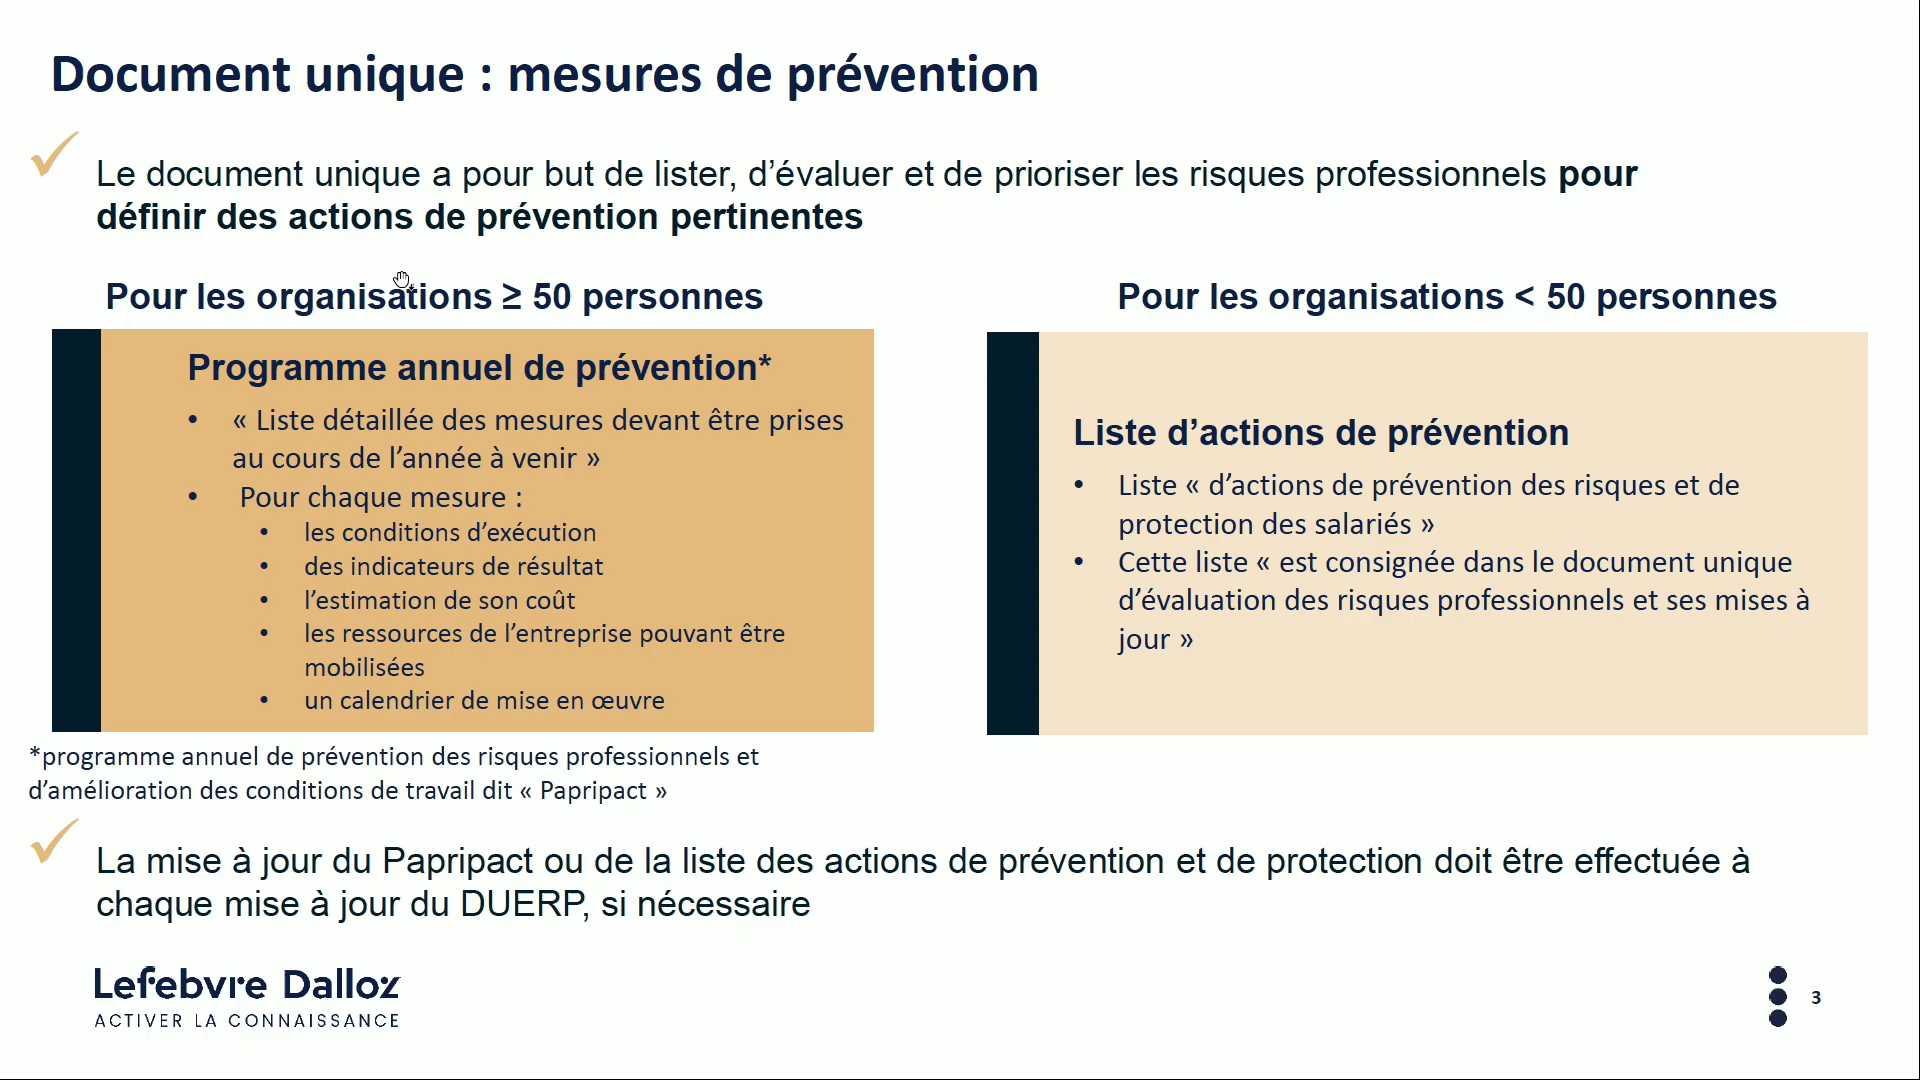 Document unique : mesures de prévention
Le document unique a pour but de lister, d’évaluer et de prioriser les risques professionnels pour
définir des actions de prévention pertinentes
Pour les organisations ≥ 50 personnes
Programme annuel de prévention*
• « Liste détaillée des mesures devant être prises
au cours de l’année à venir »
• Pour chaque mesure :
• les conditions d’exécution
• des indicateurs de résultat
• l’estimation de son coût
• les ressources de l’entreprise pouvant être
mobilisées
• un calendrier de mise en œuvre
*programme annuel de prévention des risques professionnels et
d’amélioration des conditions de travail dit « Papripact »
Pour les organisations < 50 personnes
Liste d’actions de prévention
• Liste « d’actions de prévention des risques et de
protection des salariés »
• Cette liste « est consignée dans le document unique
d’évaluation des risques professionnels et ses mises à
jour »
La mise à jour du Papripact ou de la liste des actions de prévention et de protection doit être effectuée à
chaque mise à jour du DUERP, si nécessaire
Lefebvre Dalloz
ACTIVER LA CONNAISSANCE
3